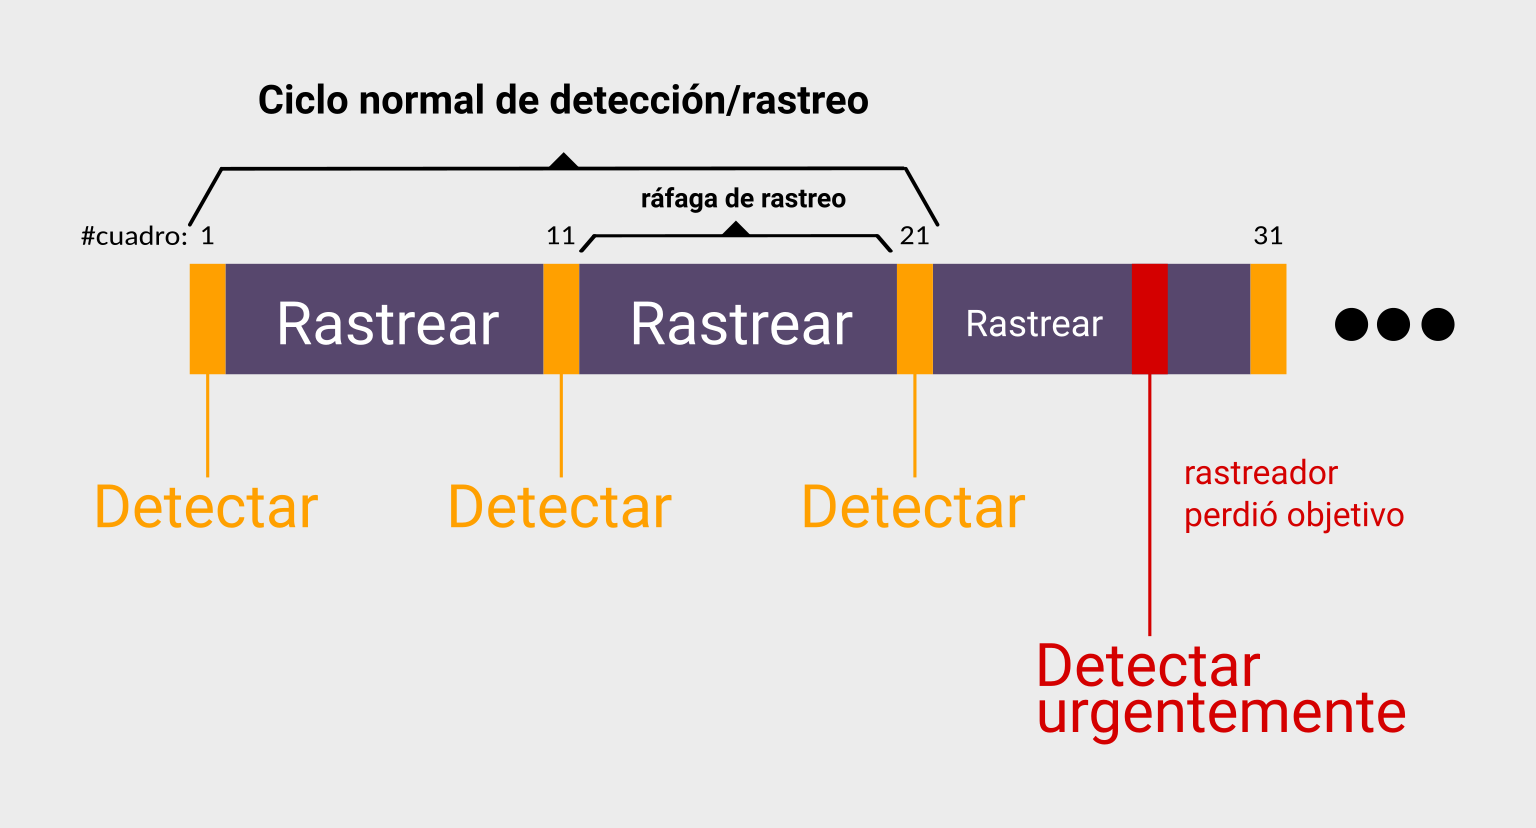 Ciclo normal de detección/rastreo
ráfaga de rastreo
#cuadro: 1 11 21 31
Rastrear Rastrear Rastrear
Detectar Detectar Detectar
rastreador
perdió objetivo
Detectar
urgentemente